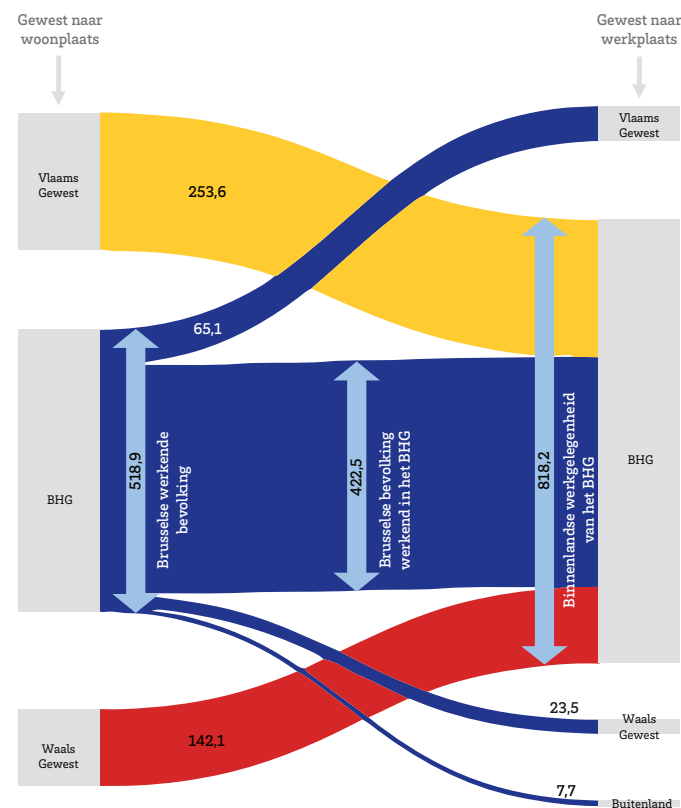 Gewest naar
woonplaats
Gewest naar
werkplaats
Vlaams
Gewest
Vlaams
Gewest
253,6
65,1
BHG
518,9
Brusselse werkende
bevolking
422,5
Brusselse bevolking
werkend in het BHG
818,2
Binnenlandse werkgelegenheid
van het BHG
BHG
Waals
Gewest
142,1
23,5
Waals
Gewest
7,7
Buitenland